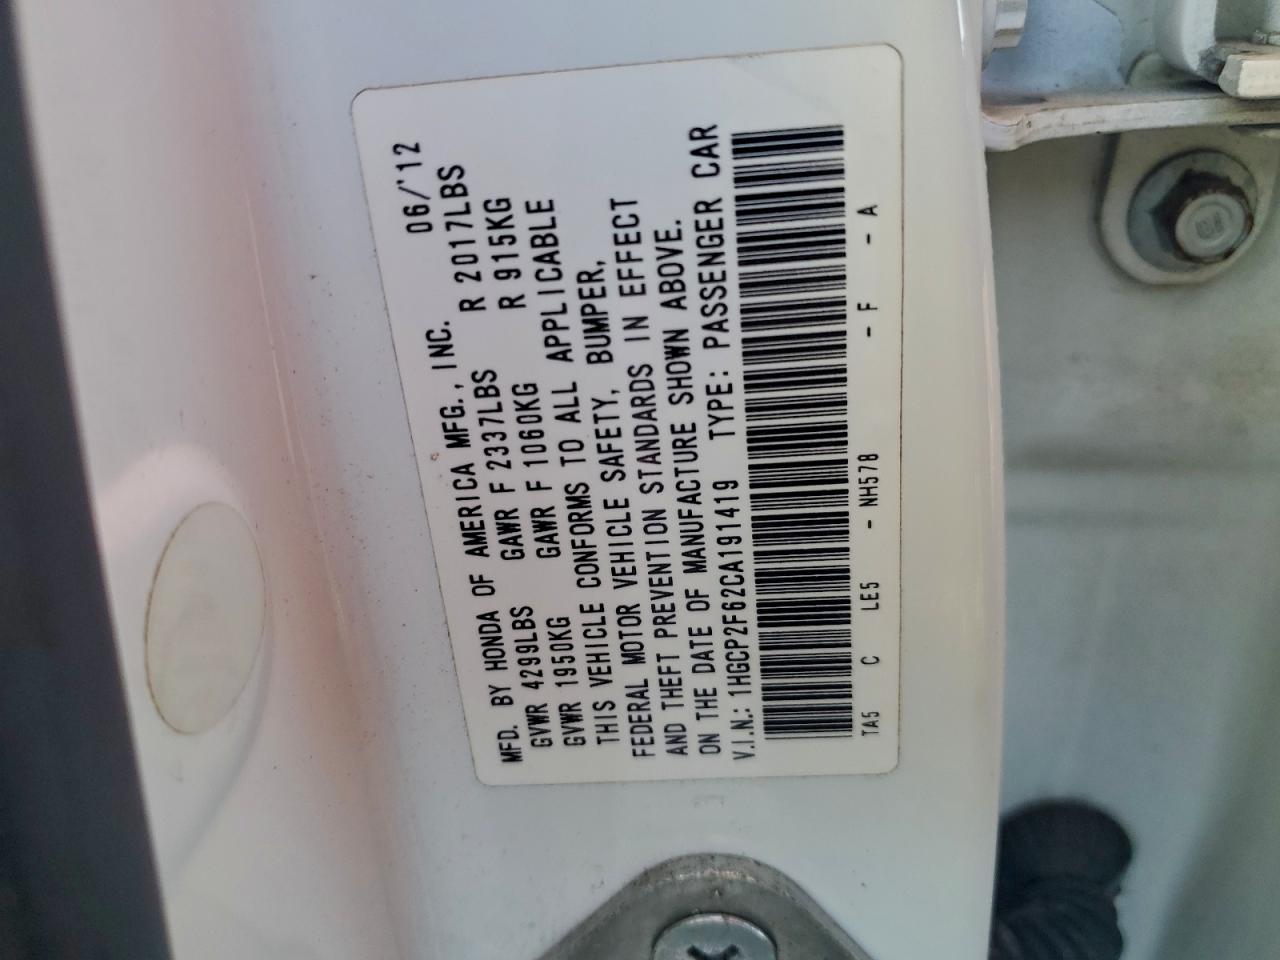 MFD. BY HONDA OF AMERICA MFG., INC. 06/'12
GVWR 4299LBS GAWR F 2337LBS R 2017LBS
GVWR 1950KG GAWR F 1060KG R 915KG
THIS VEHICLE CONFORMS TO ALL APPLICABLE
FEDERAL MOTOR VEHICLE SAFETY, BUMPER,
AND THEFT PREVENTION STANDARDS IN EFFECT
ON THE DATE OF MANUFACTURE SHOWN ABOVE.
V.I.N.: 1HGCP2F62CA191419 TYPE: PASSENGER CAR
TA5 C LE5 - NH578 - F - A